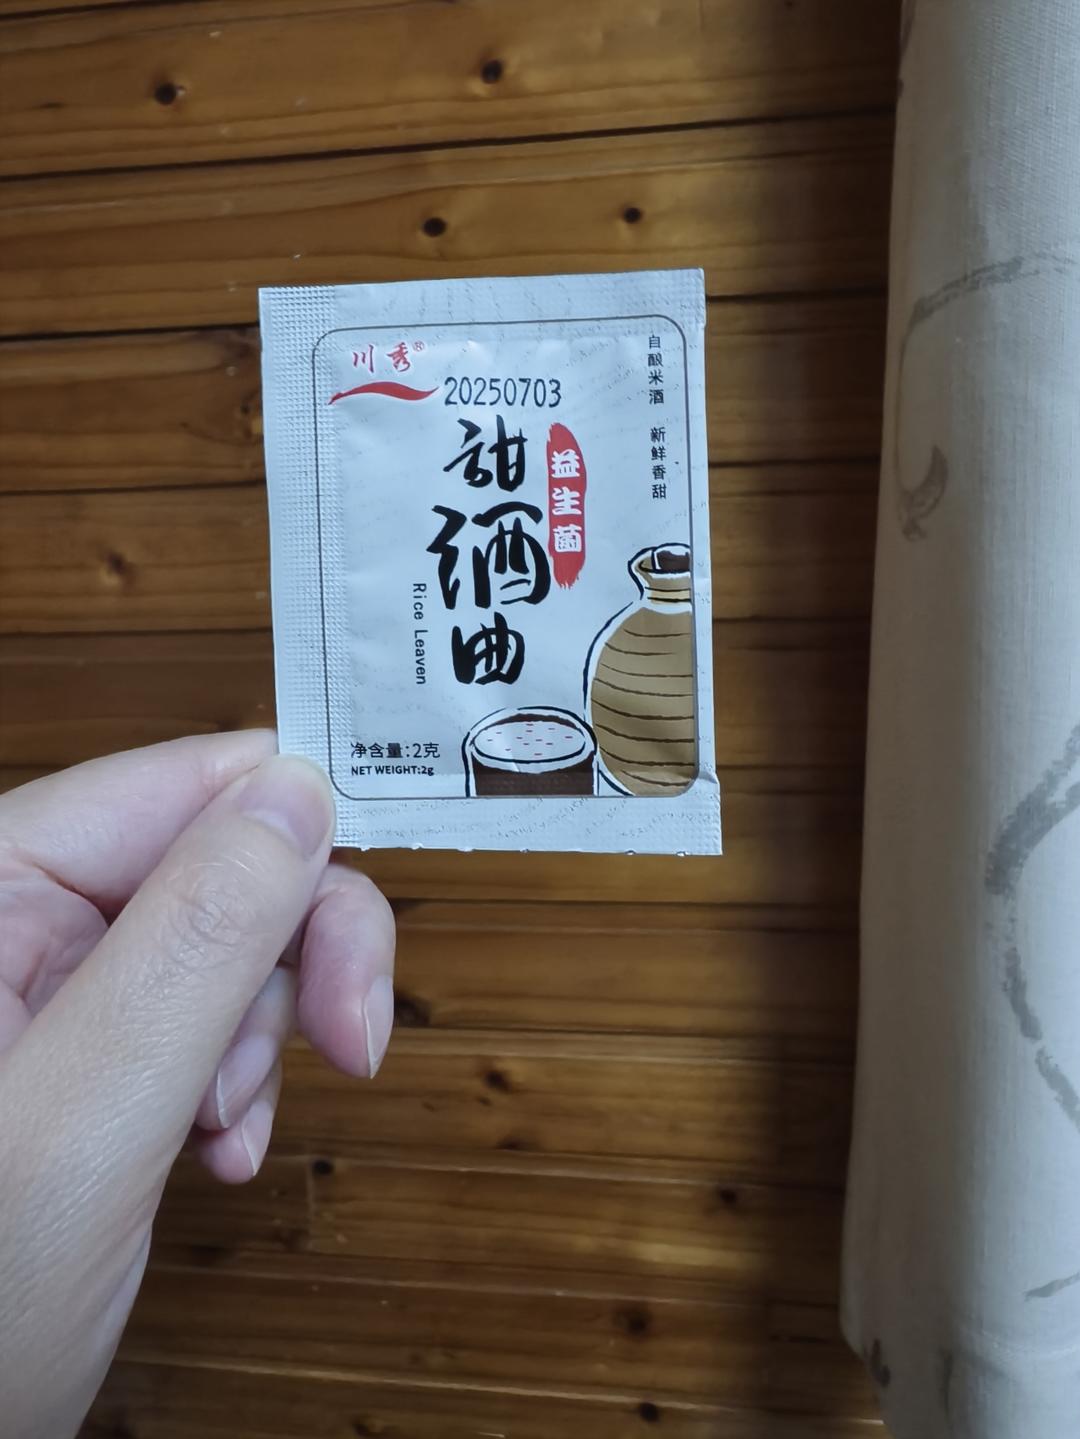 川秀®
20250703
自酿米酒 新鲜香甜
甜酒曲
益生菌
Rice Leaven
净含量:2克
NET WEIGHT:2g